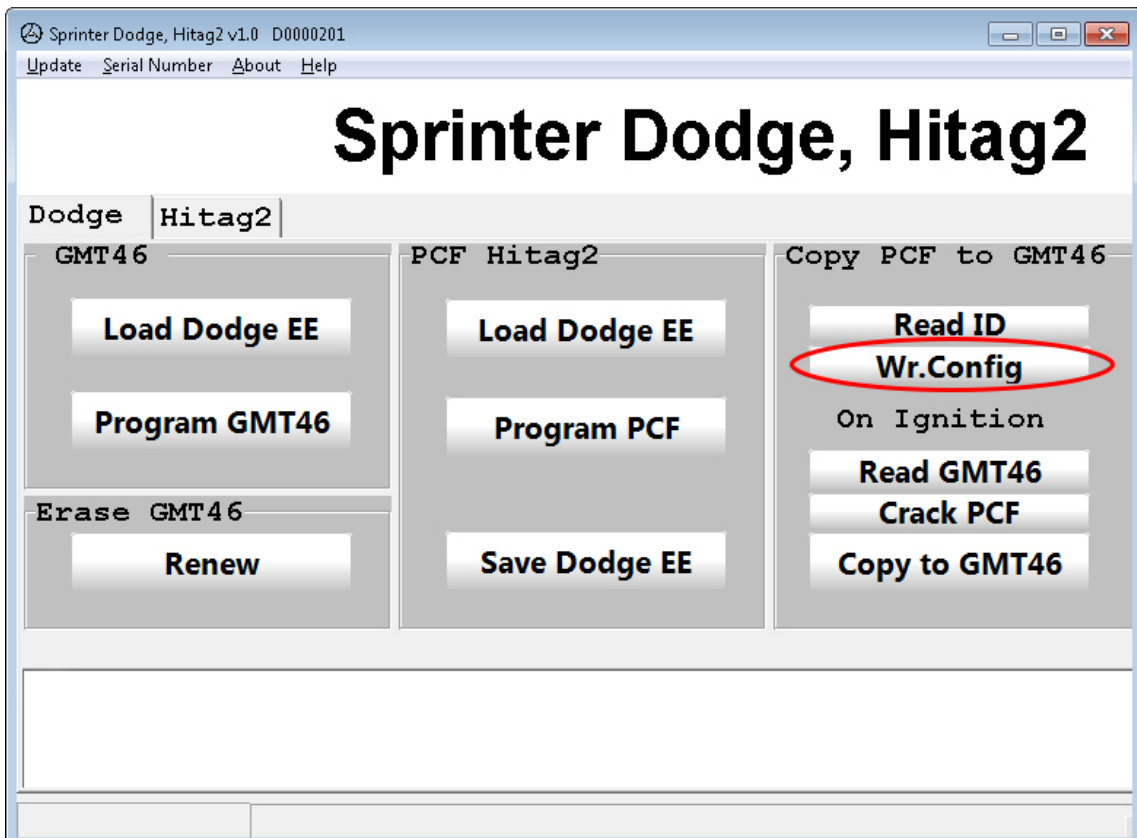 Sprinter Dodge, Hitag2 v1.0 D0000201
Update Serial Number About Help
Sprinter Dodge, Hitag2
Dodge Hitag2
GMT46
Load Dodge EE
Program GMT46
Erase GMT46
Renew
PCF Hitag2
Load Dodge EE
Program PCF
Save Dodge EE
Copy PCF to GMT46
Read ID
Wr.Config
On Ignition
Read GMT46
Crack PCF
Copy to GMT46